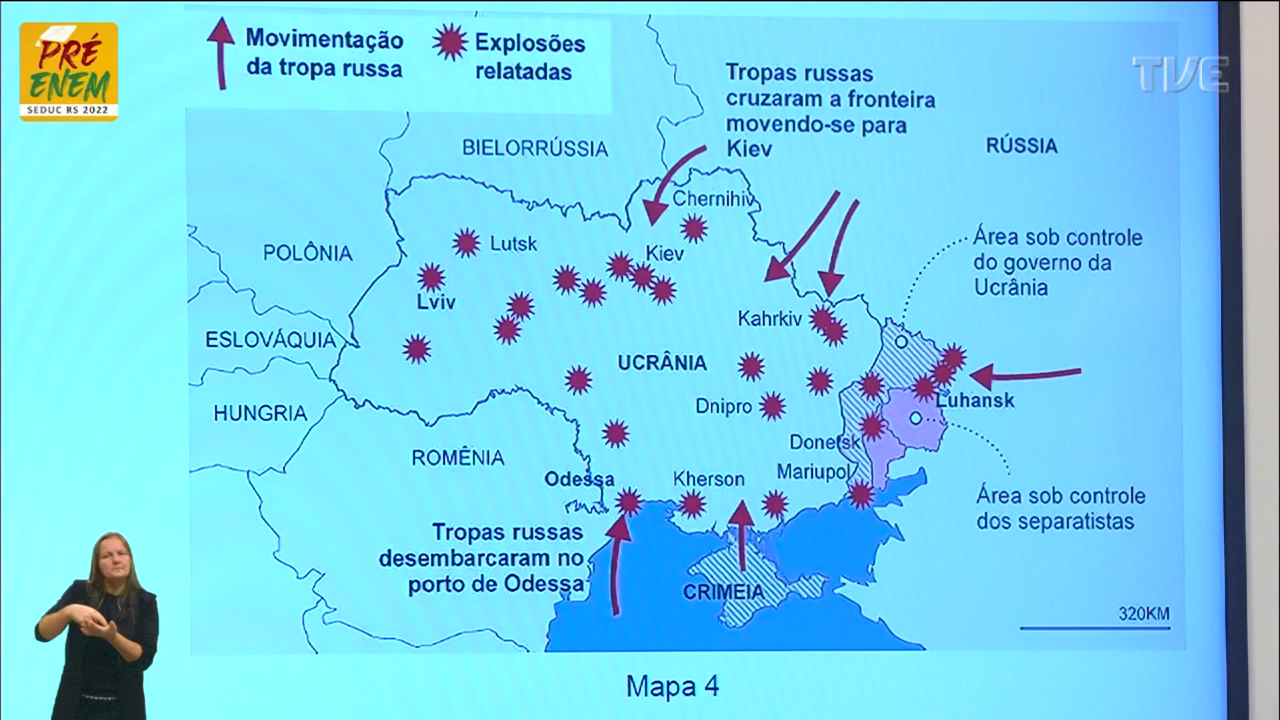 PRÉ
ENEM
SEDUC RS 2022
Movimentação
da tropa russa
Explosões
relatadas
TVE
Tropas russas
cruzaram a fronteira
movendo-se para
Kiev
BIELORRÚSSIA
RÚSSIA
Chernihiv
Lutsk
Kiev
POLÔNIA
Área sob controle
do governo da
Ucrânia
Lviv
Kahrkiv
ESLOVÁQUIA
UCRÂNIA
Luhansk
Dnipro
HUNGRIA
Donetsk
ROMÊNIA
Mariupol
Odessa
Kherson
Área sob controle
dos separatistas
Tropas russas
desembarcaram no
porto de Odessa
CRIMEIA
320KM
Mapa 4